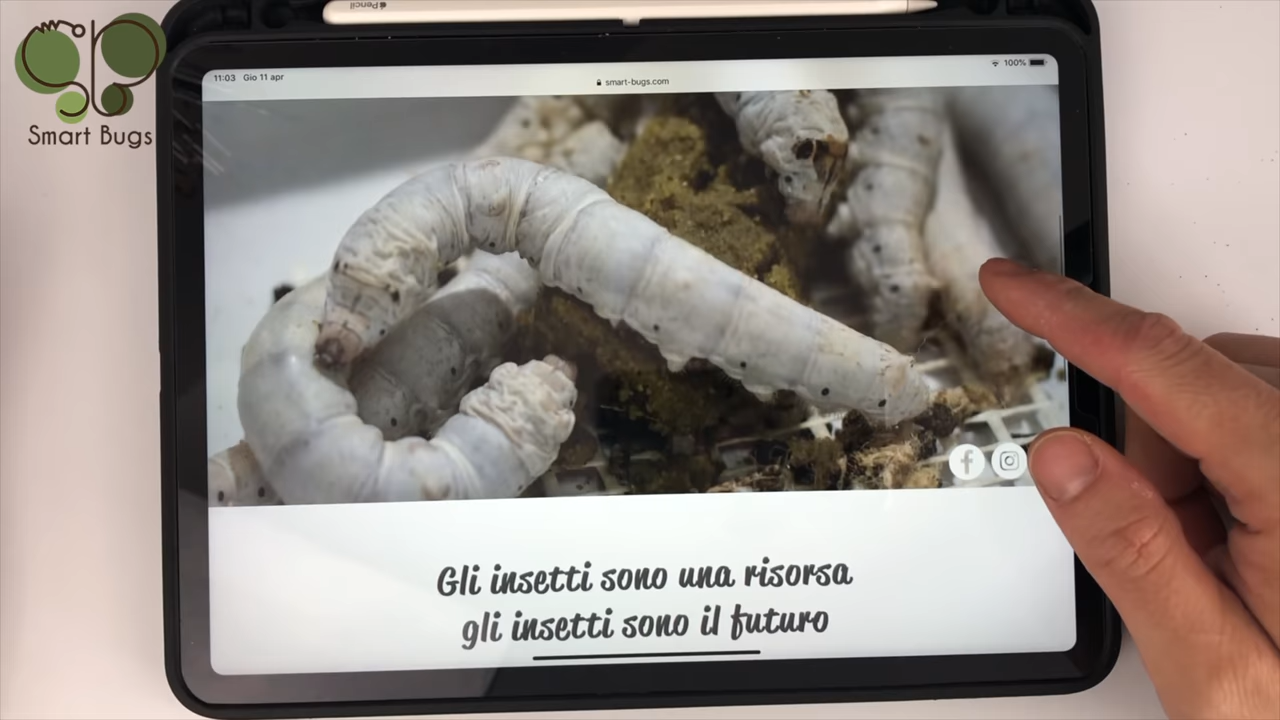 Pencil
Smart Bugs
11:03 Gio 11 apr
smart-bugs.com
100%
Gli insetti sono una risorsa
gli insetti sono il futuro